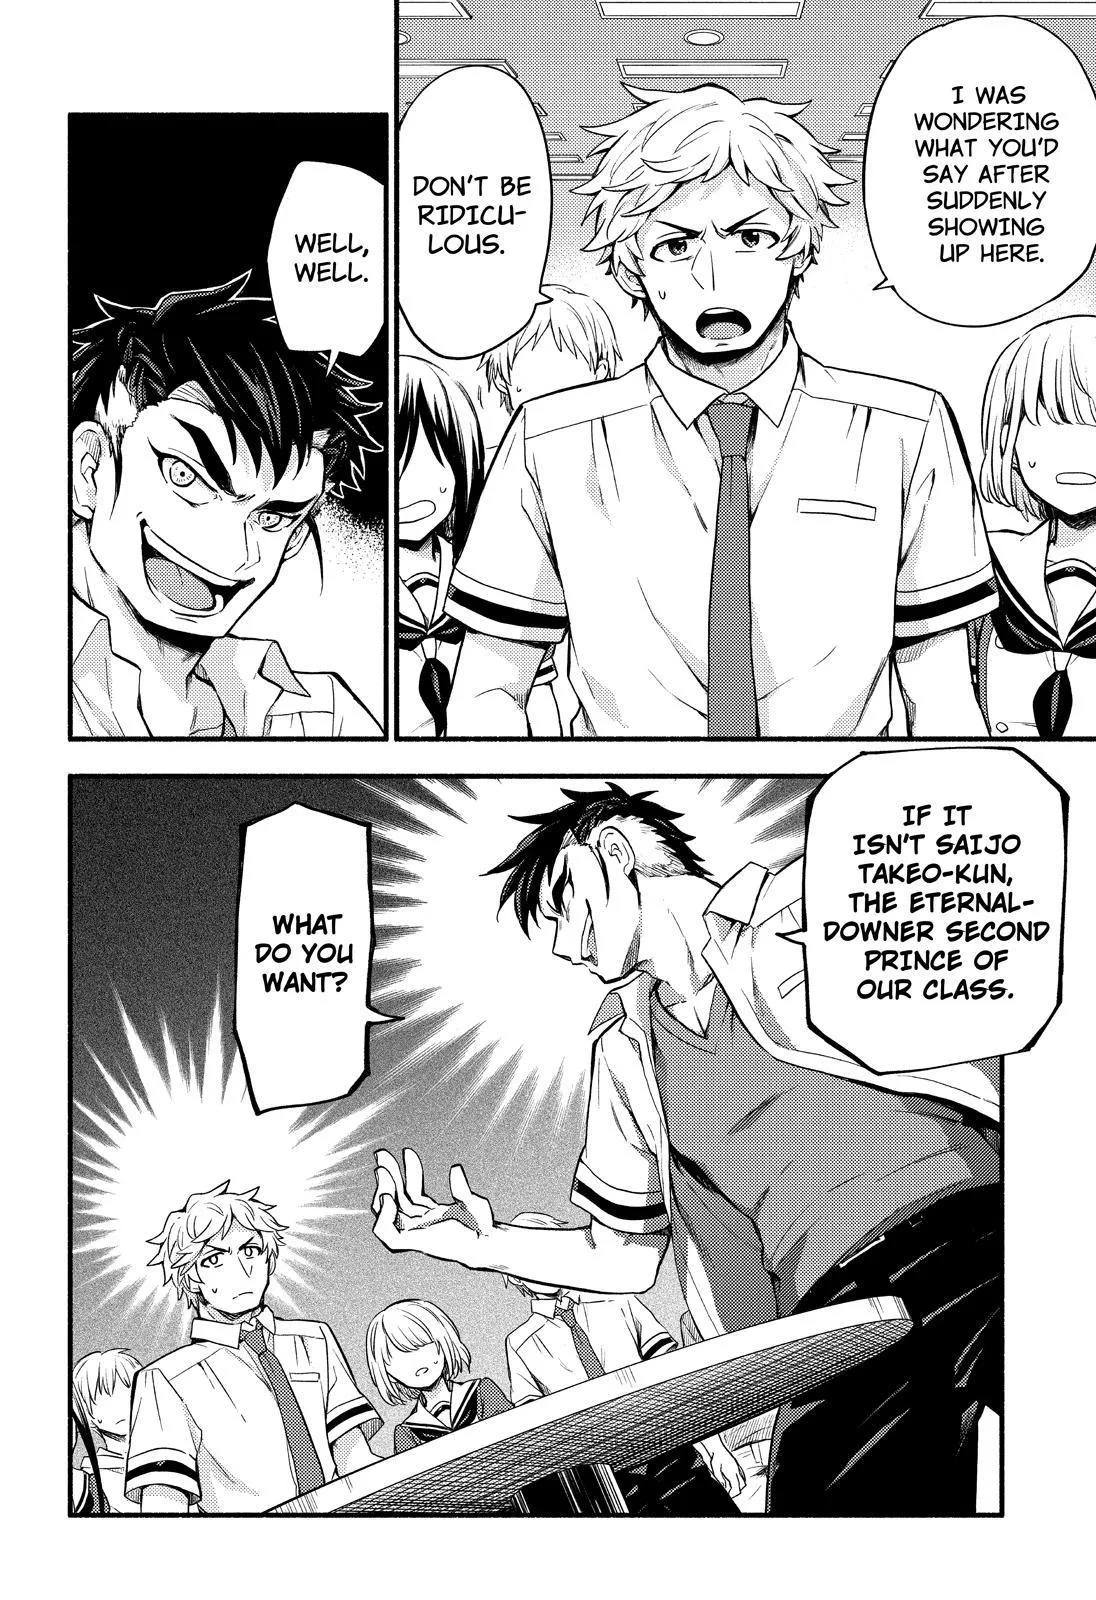 I WAS
WONDERING
WHAT YOU'D
SAY AFTER
SUDDENLY
SHOWING
UP HERE.
DON'T BE
RIDICU-
LOUS.
WELL,
WELL.
IF IT
ISN'T SAIJO
TAKEO-KUN,
THE ETERNAL-
DOWNER SECOND
PRINCE OF
OUR CLASS.
WHAT
DO YOU
WANT?